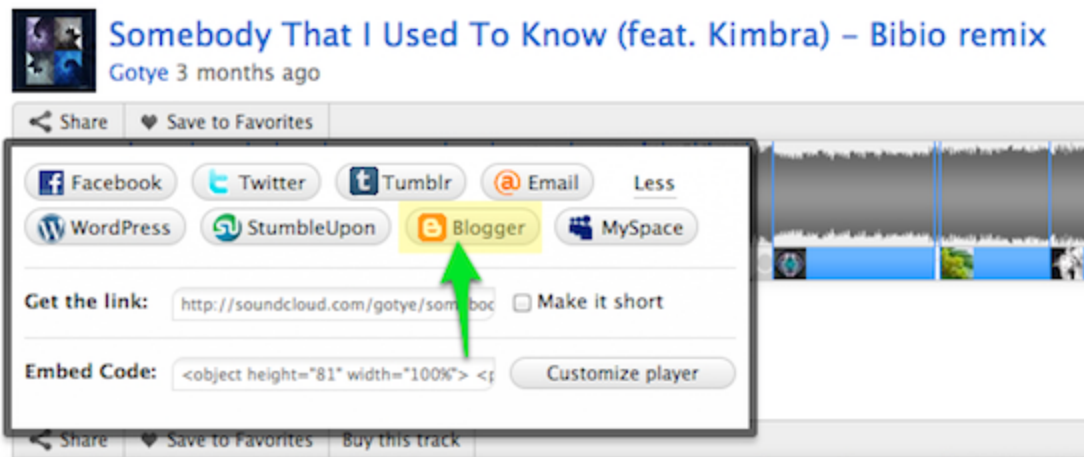 Somebody That I Used To Know (feat. Kimbra) – Bibio remix
Gotye 3 months ago
Share Save to Favorites
Facebook Twitter Tumblr Email Less
WordPress StumbleUpon Blogger MySpace
Get the link: http://soundcloud.com/gotye/someboc Make it short
Embed Code: <object height="81" width="100%"> <p Customize player
Share Save to Favorites Buy this track